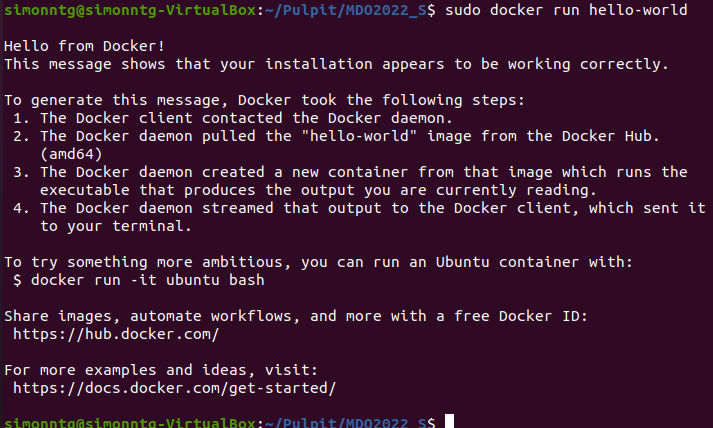 simonntg@simonntg-VirtualBox:~/Pulpit/MDO2022_S$ sudo docker run hello-world
Hello from Docker!
This message shows that your installation appears to be working correctly.
To generate this message, Docker took the following steps:
1. The Docker client contacted the Docker daemon.
2. The Docker daemon pulled the "hello-world" image from the Docker Hub.
(amd64)
3. The Docker daemon created a new container from that image which runs the
executable that produces the output you are currently reading.
4. The Docker daemon streamed that output to the Docker client, which sent it
to your terminal.
To try something more ambitious, you can run an Ubuntu container with:
$ docker run -it ubuntu bash
Share images, automate workflows, and more with a free Docker ID:
https://hub.docker.com/
For more examples and ideas, visit:
https://docs.docker.com/get-started/
simonntg@simonntg-VirtualBox:~/Pulpit/MDO2022_S$